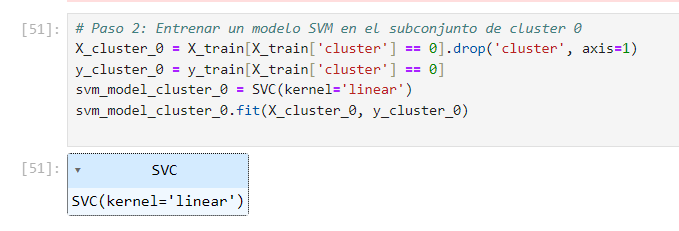 [51]: # Paso 2: Entrenar un modelo SVM en el subconjunto de cluster 0
X_cluster_0 = X_train[X_train['cluster'] == 0].drop('cluster', axis=1)
y_cluster_0 = y_train[X_train['cluster'] == 0]
svm_model_cluster_0 = SVC(kernel='linear')
svm_model_cluster_0.fit(X_cluster_0, y_cluster_0)
[51]: ▾ SVC
SVC(kernel='linear')